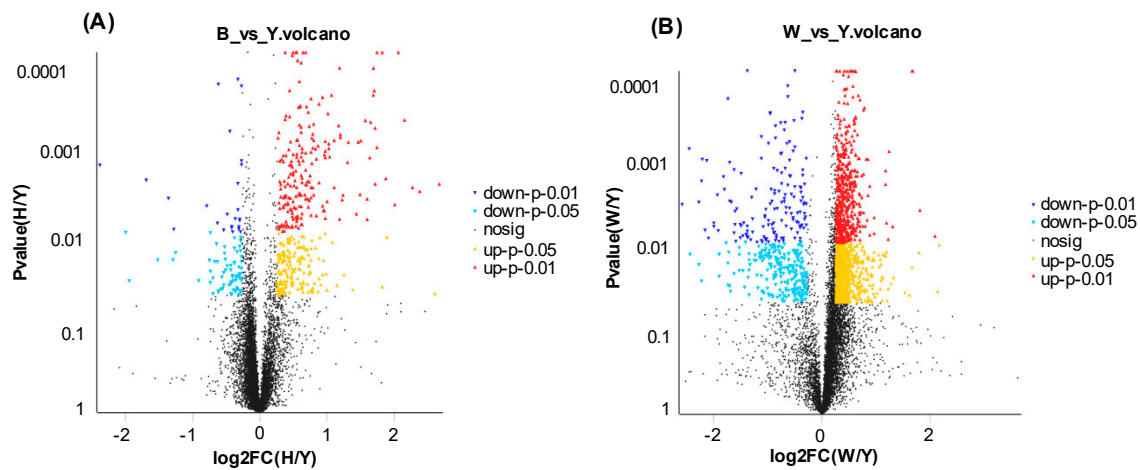 (A)
B_vs_Y.volcano
0.0001
0.001
0.01
0.1
1
Pvalue(H/Y)
-2
-1
0
1
2
log2FC(H/Y)
down-p-0.01
down-p-0.05
nosig
up-p-0.05
up-p-0.01
(B)
W_vs_Y.volcano
0.0001
0.001
0.01
0.1
1
Pvalue(W/Y)
-2
0
2
log2FC(W/Y)
down-p-0.01
down-p-0.05
nosig
up-p-0.05
up-p-0.01